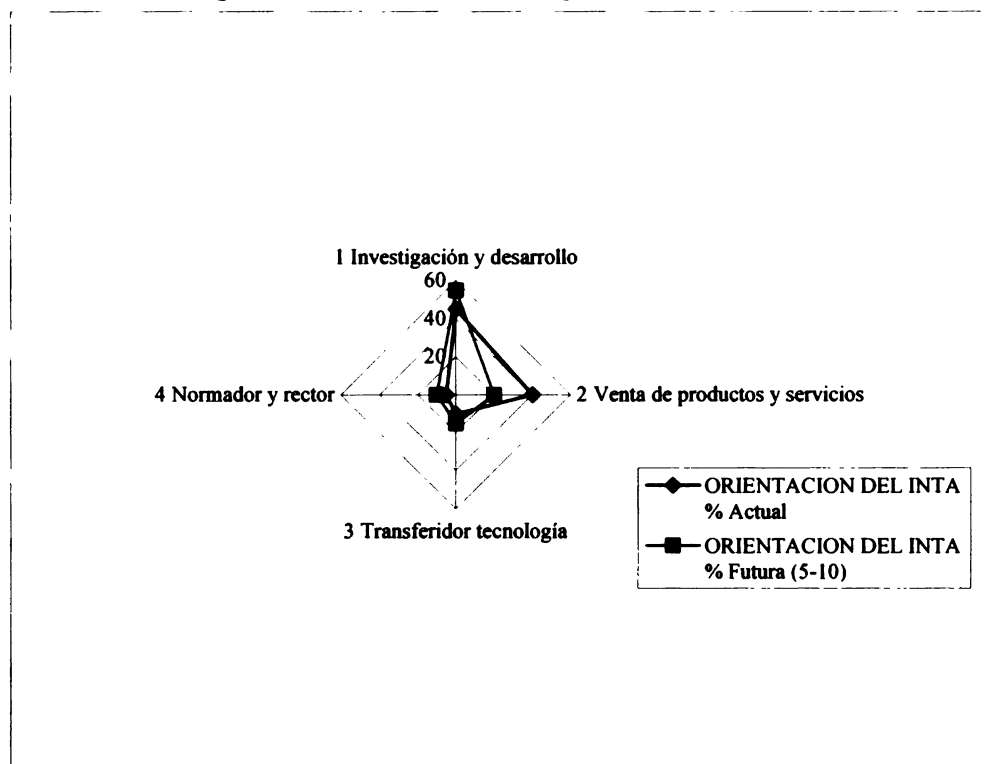 1 Investigación y desarrollo
60
40
20
4 Normador y rector
2 Venta de productos y servicios
3 Transferidor tecnología
ORIENTACION DEL INTA
% Actual
ORIENTACION DEL INTA
% Futura (5-10)